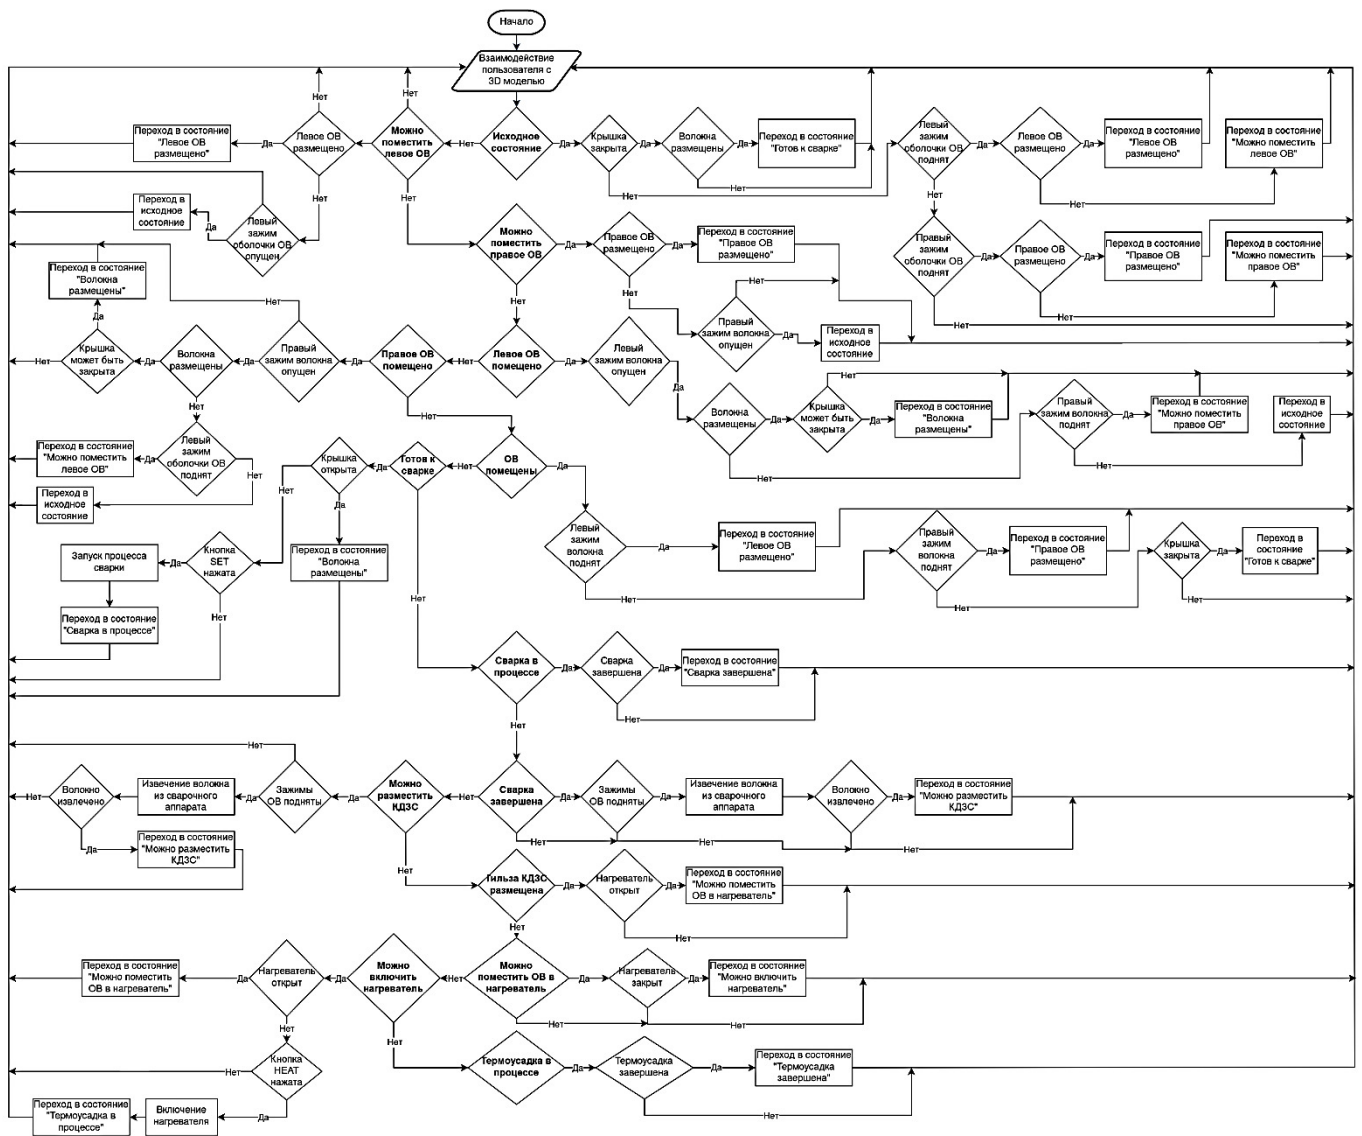 Начало
Взаимодействие
пользователя с
3D моделью
Нет
Нет
Переход в состояние
"Левое ОВ
размещено"
Да
Левое ОВ
размещено
Да
Можно
поместить
левое ОВ
Нет
Исходное
состояние
Да
Крышка
закрыта
Да
Волокна
размещены
Да
Переход в состояние
"Готов к сварке"
Левый
зажим
оболочки ОВ
поднят
Да
Левое ОВ
размещено
Да
Переход в состояние
"Левое ОВ
размещено"
Переход в состояние
"Можно поместить
левое ОВ"
Нет
Нет
Нет
Нет
Нет
Нет
Нет
Переход в
исходное
состояние
Да
Левый
зажим
оболочки ОВ
опущен
Можно
поместить
правое ОВ
Да
Правое ОВ
размещено
Да
Переход в состояние
"Правое ОВ
размещено"
Правый
зажим
оболочки ОВ
поднят
Да
Правое ОВ
размещено
Да
Переход в состояние
"Правое ОВ
размещено"
Переход в состояние
"Можно поместить
правое ОВ"
Переход в состояние
"Волокна
размещены"
Да
Нет
Нет
Нет
Нет
Нет
Нет
Нет
Нет
Крышка
может быть
закрыта
Да
Волокна
размещены
Да
Правый
зажим волокна
опущен
Да
Правое ОВ
помещено
Нет
Левое ОВ
помещено
Да
Левый
зажим волокна
опущен
Да
Правый
зажим волокна
опущен
Да
Переход в
исходное
состояние
Нет
Нет
Нет
Волокна
размещены
Да
Крышка
может быть
закрыта
Да
Переход в состояние
"Волокна
размещены"
Правый
зажим волокна
поднят
Да
Переход в состояние
"Можно поместить
правое ОВ"
Переход в
исходное
состояние
Нет
Нет
Переход в состояние
"Можно поместить
левое ОВ"
Да
Левый
зажим
оболочки ОВ
поднят
Нет
Переход в
исходное
состояние
Крышка
открыта
Да
Готов к
сварке
Нет
ОВ
помещены
Да
Нет
Да
Левый
зажим
волокна
поднят
Да
Переход в состояние
"Левое ОВ
размещено"
Правый
зажим
волокна
поднят
Да
Переход в состояние
"Правое ОВ
размещено"
Крышка
закрыта
Да
Переход в
состояние
"Готов к сварке"
Нет
Нет
Нет
Запуск процесса
сварки
Да
Кнопка
SET
нажата
Переход в состояние
"Волокна
размещены"
Нет
Нет
Переход в состояние
"Сварка в процессе"
Сварка в
процессе
Да
Сварка
завершена
Да
Переход в состояние
"Сварка завершена"
Нет
Нет
Нет
Нет
Волокно
извлечено
Извечение волокна
из сварочного
аппарата
Да
Зажимы
ОВ подняты
Да
Можно
разместить
КДЗС
Нет
Сварка
завершена
Да
Зажимы
ОВ подняты
Да
Извечение волокна
из сварочного
аппарата
Волокно
извлечено
Да
Переход в состояние
"Можно разместить
КДЗС"
Нет
Нет
Нет
Да
Переход в состояние
"Можно разместить
КДЗС"
Нет
Гильза КДЗС
размещена
Да
Нагреватель
открыт
Да
Переход в состояние
"Можно поместить
ОВ в нагреватель"
Нет
Нет
Переход в состояние
"Можно поместить
ОВ в нагреватель"
Да
Нагреватель
открыт
Да
Можно
включить
нагреватель
Нет
Можно
поместить ОВ в
нагреватель
Да
Нагреватель
закрыт
Да
Переход в состояние
"Можно включить
нагреватель"
Нет
Нет
Нет
Нет
Нет
Кнопка
HEAT
нажата
Термоусадка в
процессе
Да
Термоусадка
завершена
Да
Переход в состояние
"Термоусадка
завершена"
Нет
Переход в состояние
"Термоусадка в
процессе"
Включение
нагревателя
Да